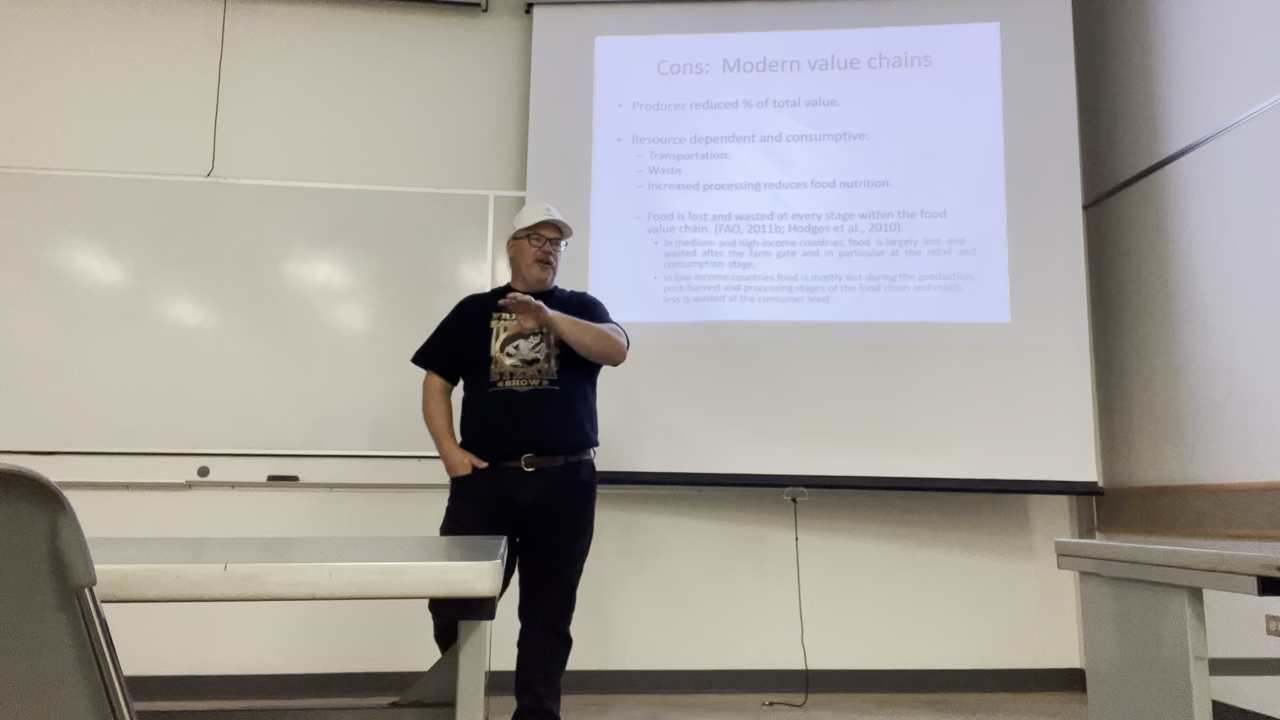 Cons: Modern value chains
• Producer reduced % of total value.
• Resource dependent and consumptive:
– Transportation.
– Waste
– Increased processing reduces food nutrition.
– Food is lost and wasted at every stage within the food
value chain. (FAO, 2011b; Hodges et al., 2010).
• In medium- and high-income countries, food is largely lost and
wasted after the farm gate and in particular at the retail and
consumption stage,
• In low-income countries food is mostly lost during the production,
post-harvest and processing stages of the food chain and much
less is wasted at the consumer level.
SHOW